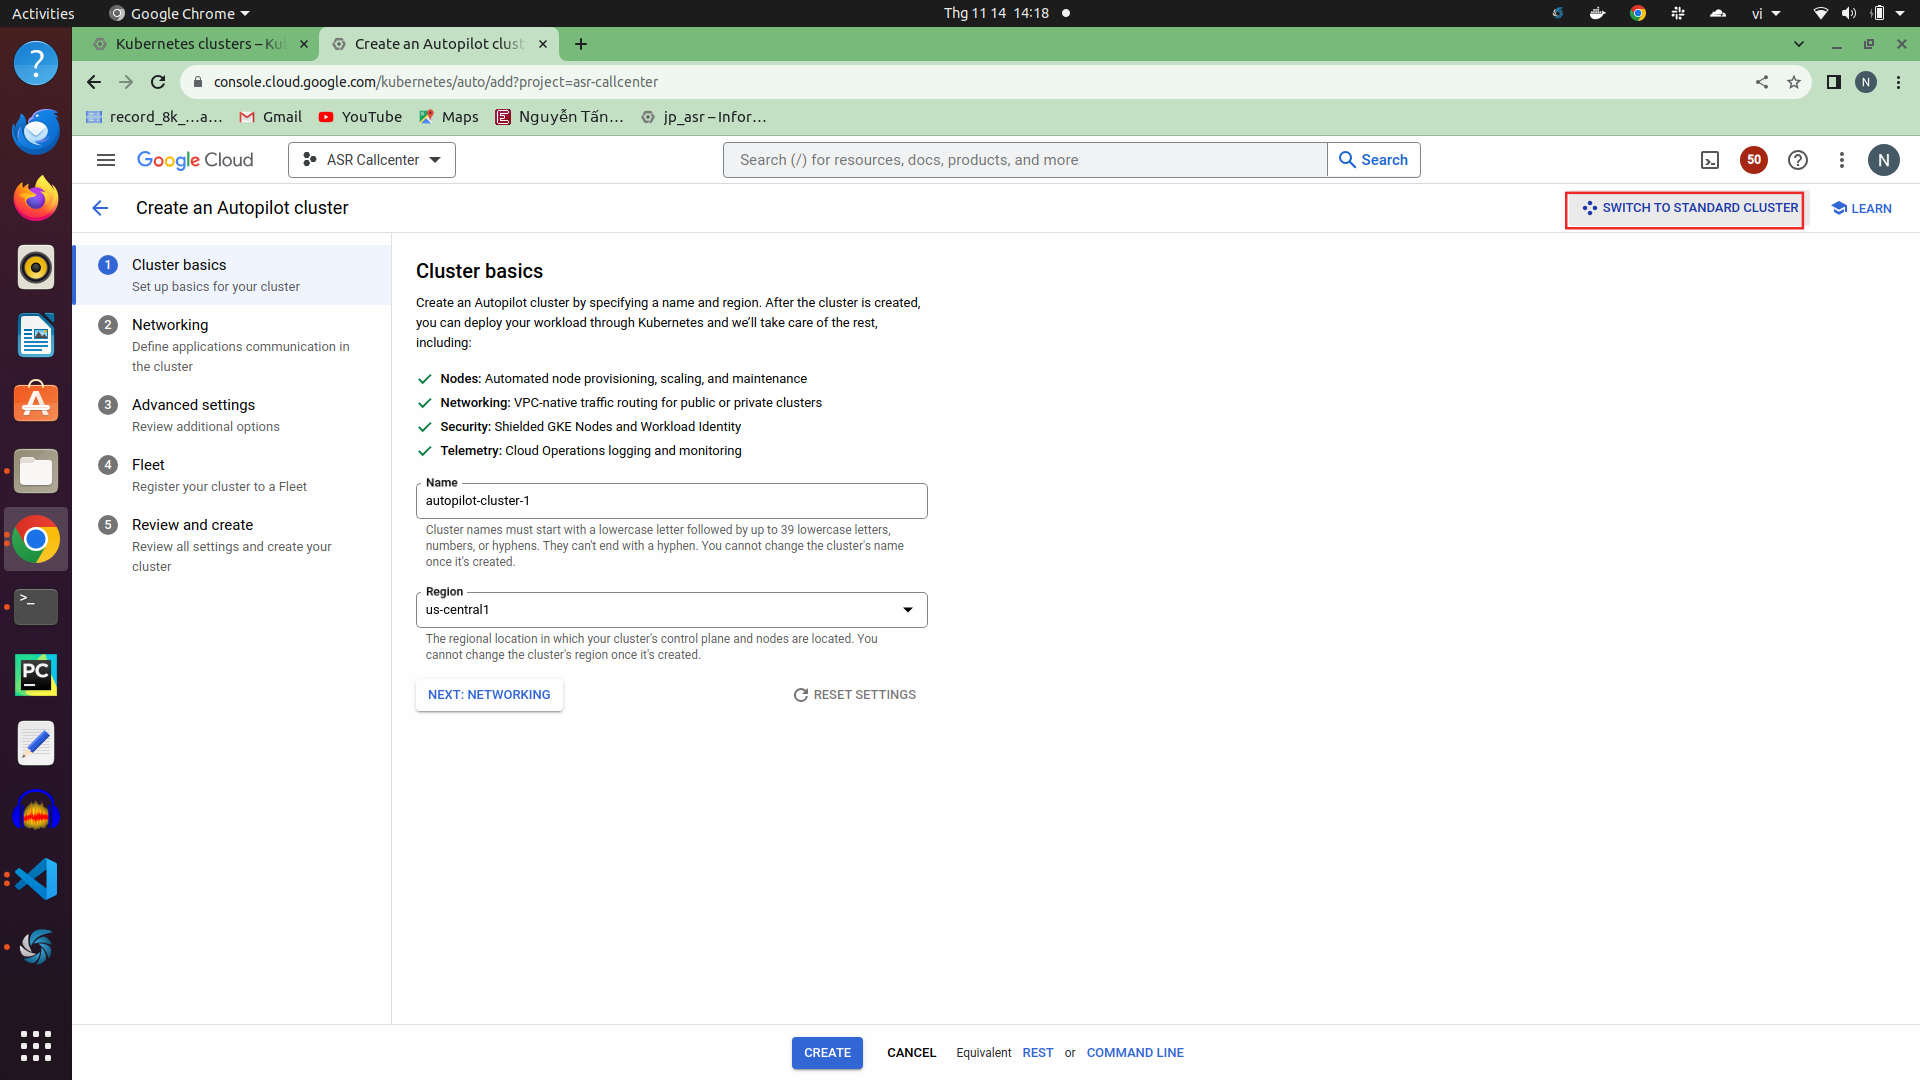 Activities
Google Chrome
Thg 11 14 14:18
vi
Kubernetes clusters – Ku
Create an Autopilot clust
console.cloud.google.com/kubernetes/auto/add?project=asr-callcenter
N
record_8k_...a...
Gmail
YouTube
Maps
Nguyễn Tấn...
jp_asr – Infor...
Google Cloud
ASR Callcenter
Search (/) for resources, docs, products, and more
Search
50
N
Create an Autopilot cluster
SWITCH TO STANDARD CLUSTER
LEARN
1
Cluster basics
Set up basics for your cluster
2
Networking
Define applications communication in
the cluster
3
Advanced settings
Review additional options
4
Fleet
Register your cluster to a Fleet
5
Review and create
Review all settings and create your
cluster
Cluster basics
Create an Autopilot cluster by specifying a name and region. After the cluster is created,
you can deploy your workload through Kubernetes and we'll take care of the rest,
including:
Nodes: Automated node provisioning, scaling, and maintenance
Networking: VPC-native traffic routing for public or private clusters
Security: Shielded GKE Nodes and Workload Identity
Telemetry: Cloud Operations logging and monitoring
Name
autopilot-cluster-1
Cluster names must start with a lowercase letter followed by up to 39 lowercase letters,
numbers, or hyphens. They can't end with a hyphen. You cannot change the cluster's name
once it's created.
Region
us-central1
The regional location in which your cluster's control plane and nodes are located. You
cannot change the cluster's region once it's created.
NEXT: NETWORKING
RESET SETTINGS
PC
CREATE
CANCEL
Equivalent REST or COMMAND LINE